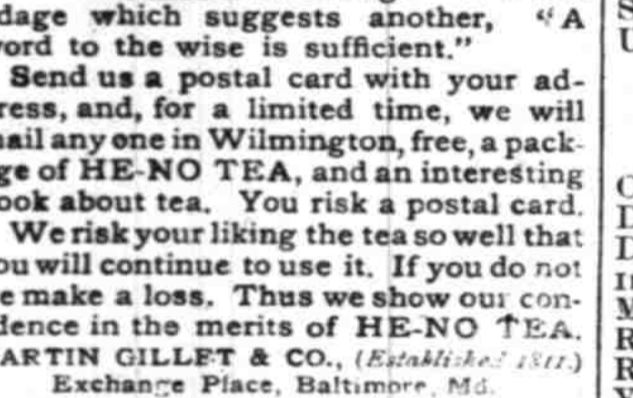 dage which suggests another, "A
word to the wise is sufficient."
Send us a postal card with your ad-
ress, and, for a limited time, we will
mail any one in Wilmington, free, a pack-
ge of HE-NO TEA, and an interesting
ook about tea. You risk a postal card.
We risk your liking the tea so well that
ou will continue to use it. If you do not
e make a loss. Thus we show our con-
dence in the merits of HE-NO TEA.
ARTIN GILLET & CO., (Established 1811.)
Exchange Place, Baltimore, Md.